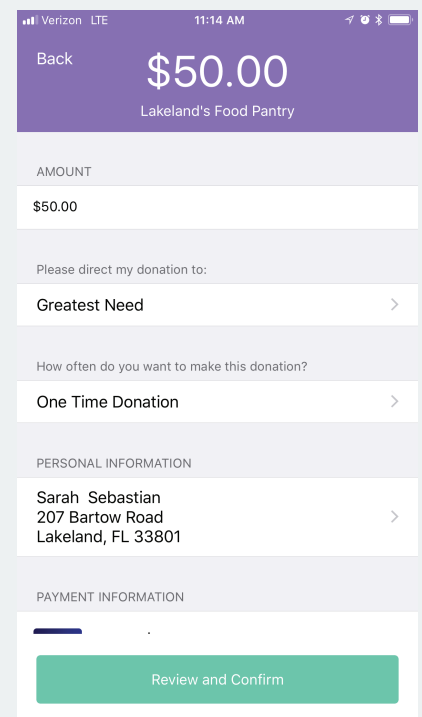 Verizon LTE 11:14 AM
Back
$50.00
Lakeland's Food Pantry
AMOUNT
$50.00
Please direct my donation to:
Greatest Need
How often do you want to make this donation?
One Time Donation
PERSONAL INFORMATION
Sarah Sebastian
207 Bartow Road
Lakeland, FL 33801
PAYMENT INFORMATION
Review and Confirm